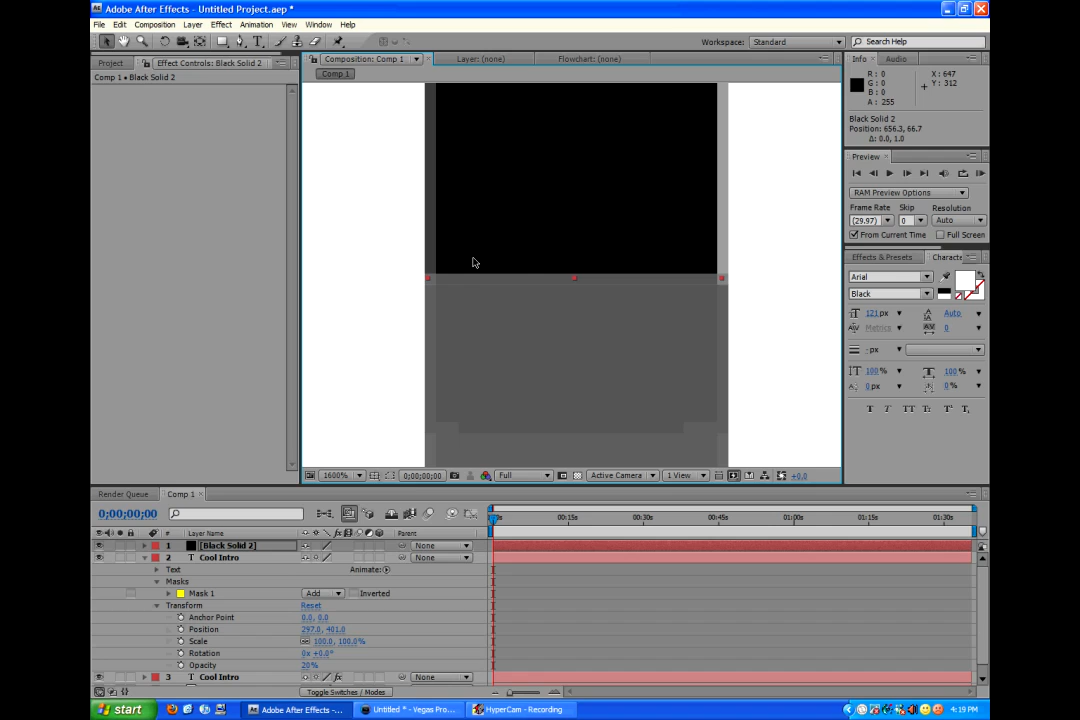 Adobe After Effects - Untitled Project.aep *
File Edit Composition Layer Effect Animation View Window Help
Workspace: Standard Search Help
Project Effect Controls: Black Solid 2
Composition: Comp 1 Layer: (none) Flowchart: (none)
Info Audio
Comp 1 • Black Solid 2
Comp 1
R: 0
G: 0
B: 0
A: 255
X: 647
Y: 312
Black Solid 2
Position: 656.3, 66.7
Δ: 0.0, 1.0
Preview
RAM Preview Options
Frame Rate Skip Resolution
(29.97) 0 Auto
From Current Time Full Screen
Effects & Presets Characte
Arial
Black
121 px Auto
Metrics 0
- px
100 % 100 %
0 px 0 %
T T TT Tt T¹ T₁
1600% 0;00;00;00 Full Active Camera 1 View +0.0
Render Queue Comp 1
0;00;00;00
0s 00:15s 00:30s 00:45s 01:00s 01:15s 01:30s
# Layer Name Parent
1 [Black Solid 2] None
2 T Cool Intro None
Text Animate:
Masks
Mask 1 Add Inverted
Transform Reset
Anchor Point 0.0, 0.0
Position 297.0, 401.0
Scale 100.0, 100.0%
Rotation 0x +0.0°
Opacity 20%
3 T Cool Intro None
Toggle Switches / Modes
start Adobe After Effects -... Untitled * - Vegas Pro... HyperCam - Recording 4:19 PM